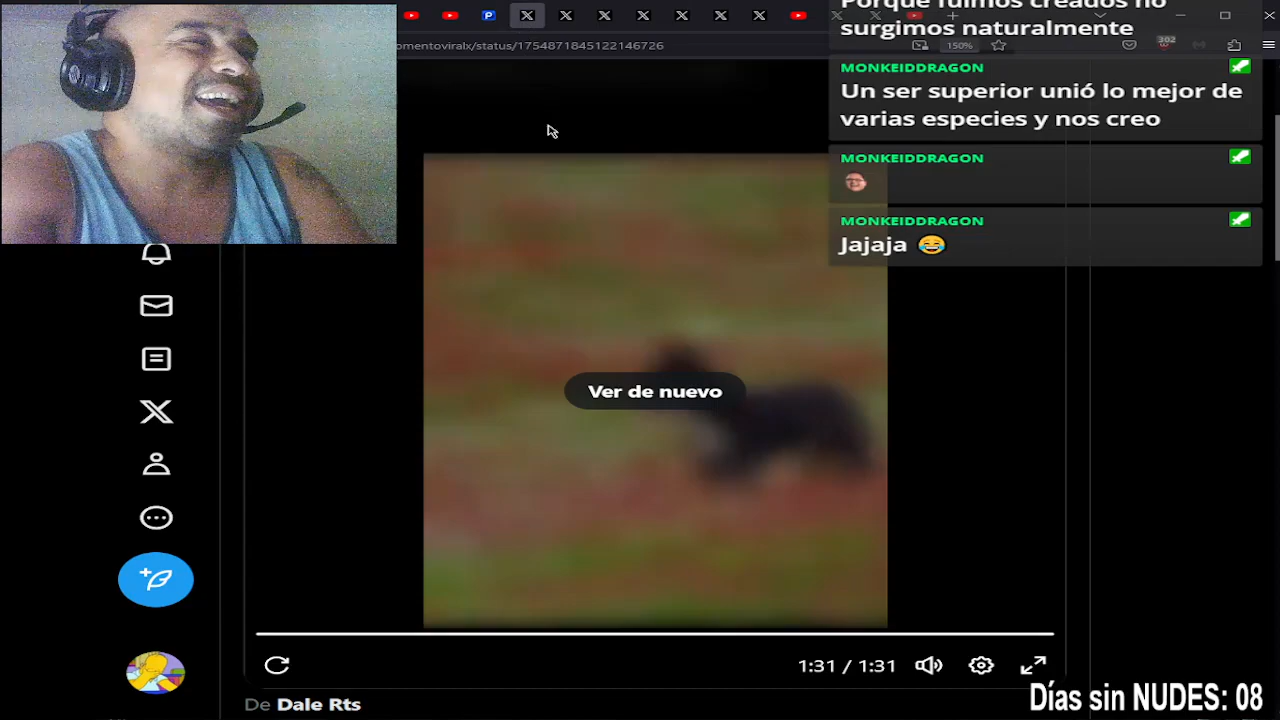 omentoviralx/status/1754871845122146726
150%
302
Porque fuimos creados no
surgimos naturalmente
MONKEIDDRAGON
Un ser superior unió lo mejor de
varias especies y nos creo
MONKEIDDRAGON
MONKEIDDRAGON
Jajaja 😂
Ver de nuevo
1:31 / 1:31
De Dale Rts
Días sin NUDES: 08